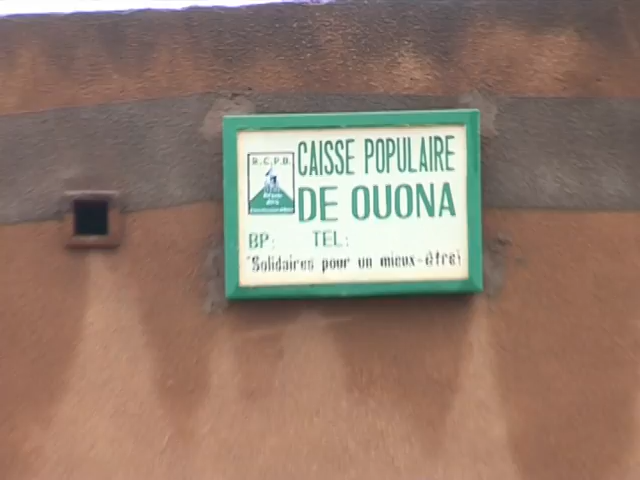 R.C.P.B.
CAISSE POPULAIRE
DE OUONA
BP: TEL:
"Solidaires pour un mieux-être"